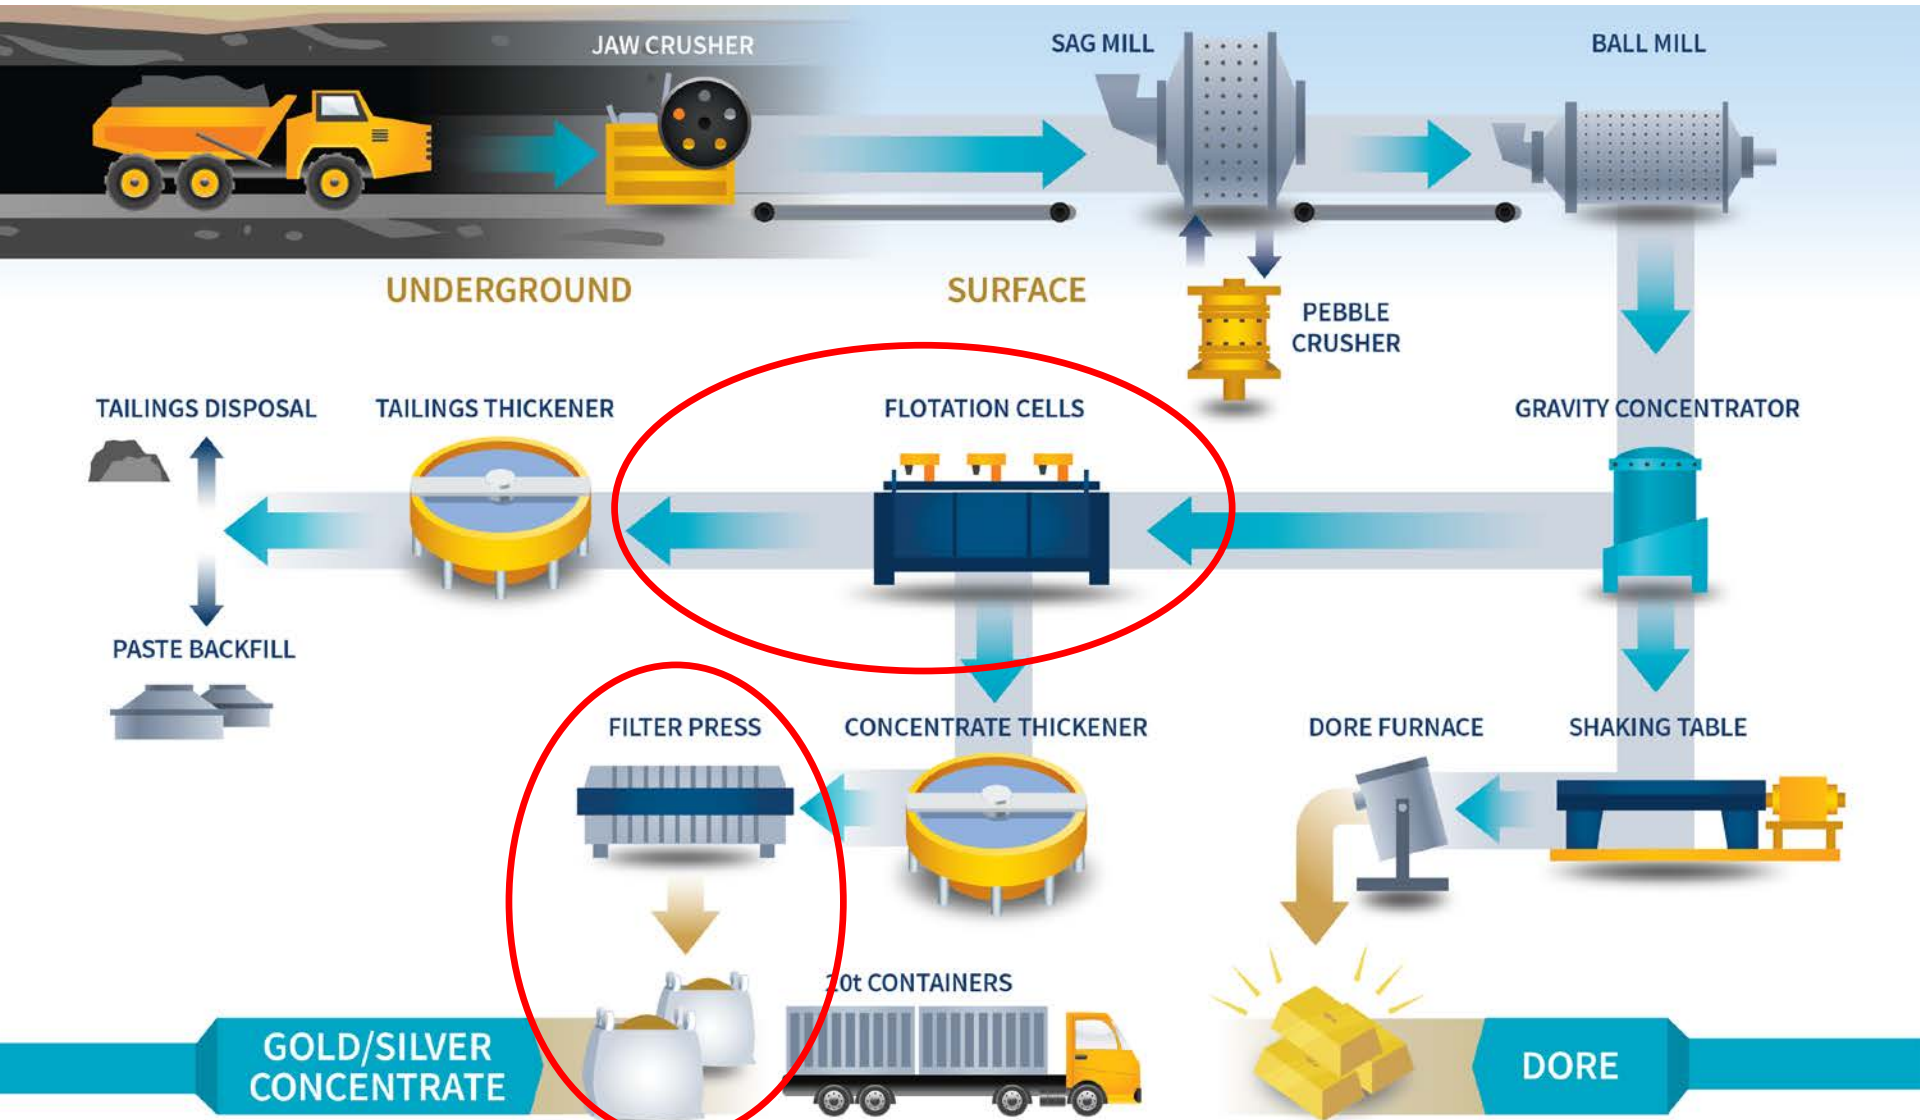 JAW CRUSHER
SAG MILL
BALL MILL
UNDERGROUND
SURFACE
PEBBLE
CRUSHER
TAILINGS DISPOSAL
TAILINGS THICKENER
FLOTATION CELLS
GRAVITY CONCENTRATOR
PASTE BACKFILL
FILTER PRESS
CONCENTRATE THICKENER
DORE FURNACE
SHAKING TABLE
20t CONTAINERS
GOLD/SILVER
CONCENTRATE
DORE